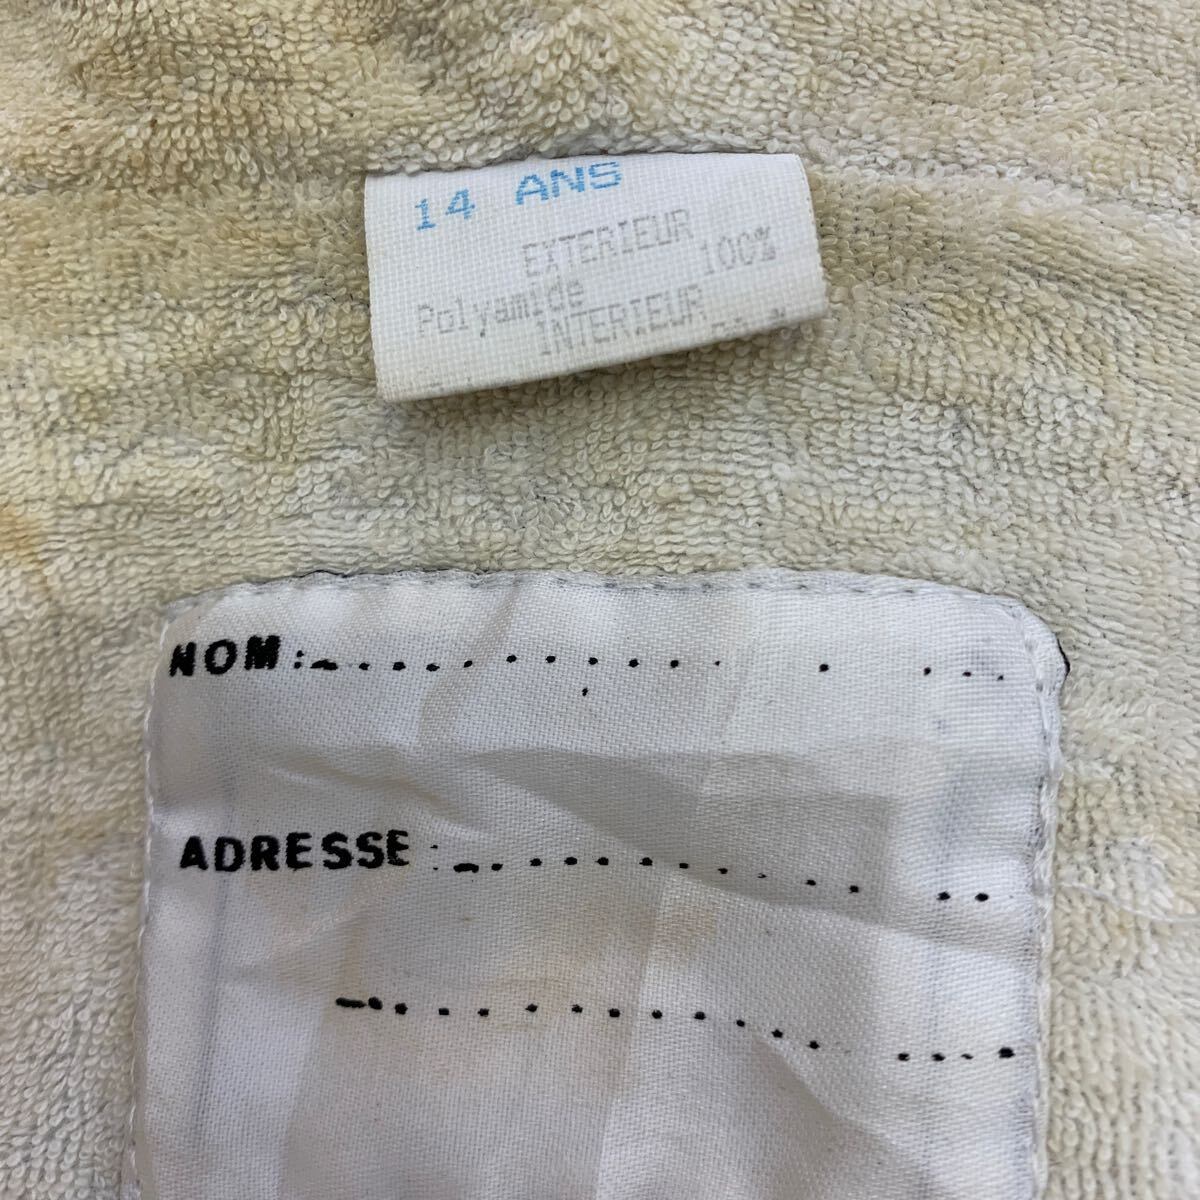 14 ANS
EXTERIEUR
Polyamide 100%
INTERIEUR
NOM:
ADRESSE: